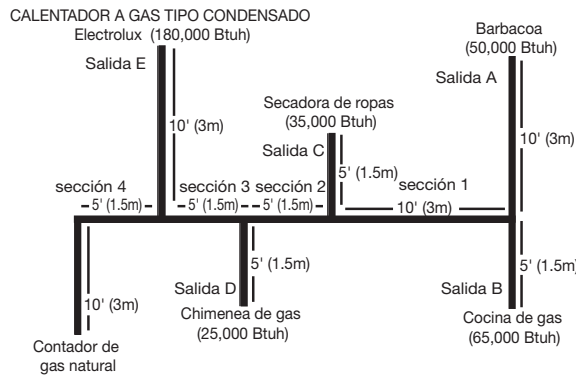 CALENTADOR A GAS TIPO CONDENSADO
Electrolux (180,000 Btuh)
Salida E
10' (3m)
Barbacoa
(50,000 Btuh)
Salida A
10' (3m)
Secadora de ropas
(35,000 Btuh)
Salida C
5' (1.5m)
sección 4
5' (1.5m)
sección 3
5' (1.5m)
sección 2
5' (1.5m)
sección 1
10' (3m)
10' (3m)
Contador de
gas natural
5' (1.5m)
Salida D
Chimenea de gas
(25,000 Btuh)
5' (1.5m)
Salida B
Cocina de gas
(65,000 Btuh)